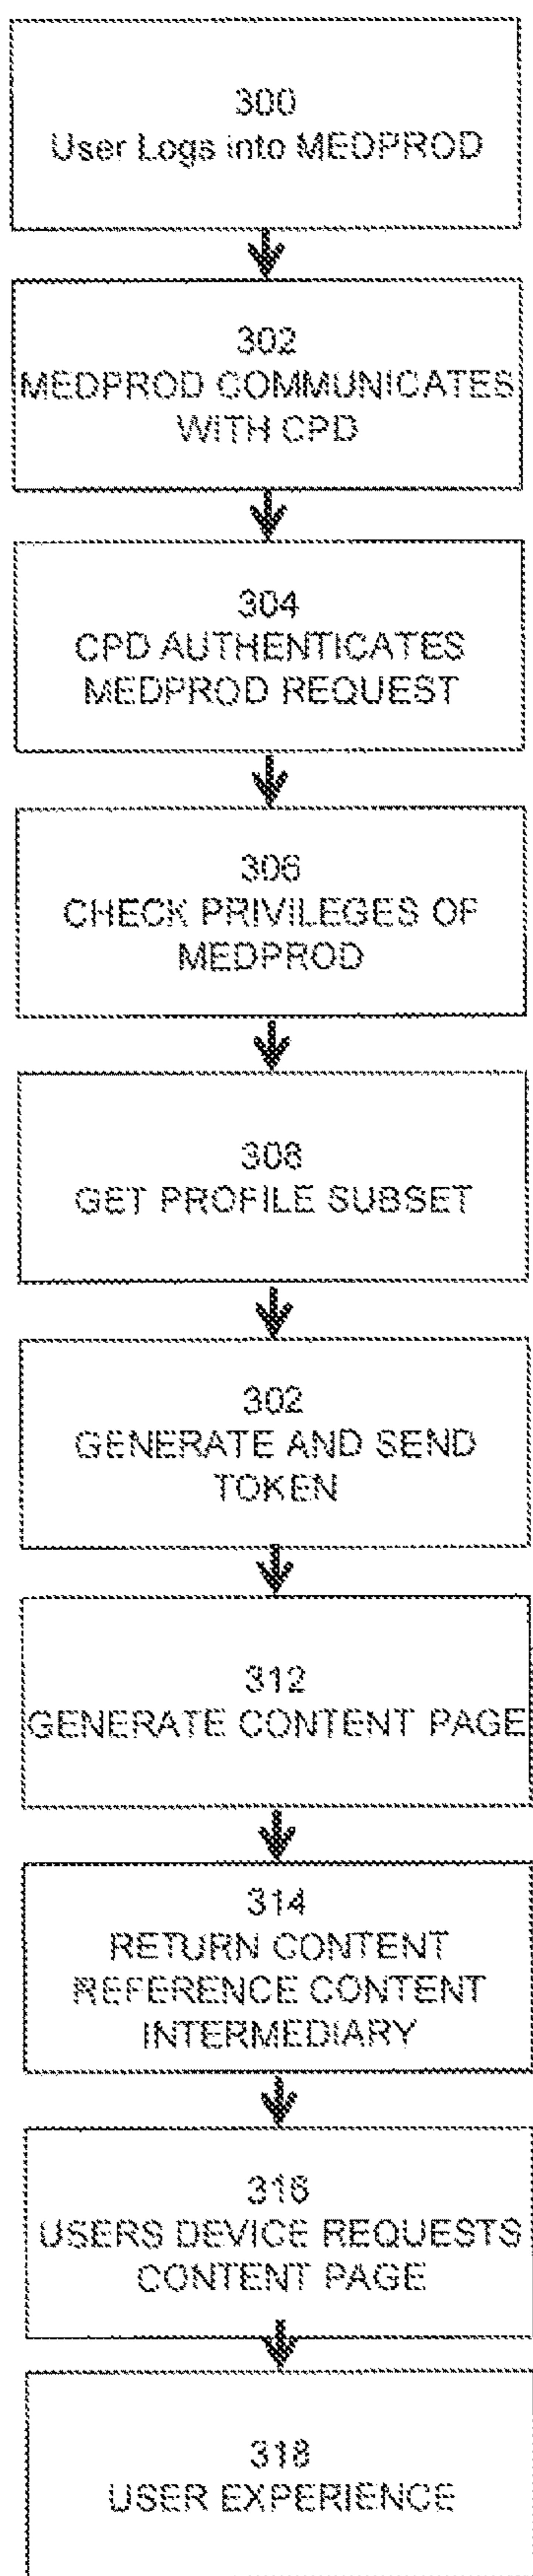 300
User Logs into MEDPROD
302
MEDPROD COMMUNICATES
WITH CPD
304
CPD AUTHENTICATES
MEDPROD REQUEST
306
CHECK PRIVILEGES OF
MEDPROD
308
GET PROFILE SUBSET
302
GENERATE AND SEND
TOKEN
312
GENERATE CONTENT PAGE
314
RETURN CONTENT
REFERENCE CONTENT
INTERMEDIARY
316
USERS DEVICE REQUESTS
CONTENT PAGE
318
USER EXPERIENCE